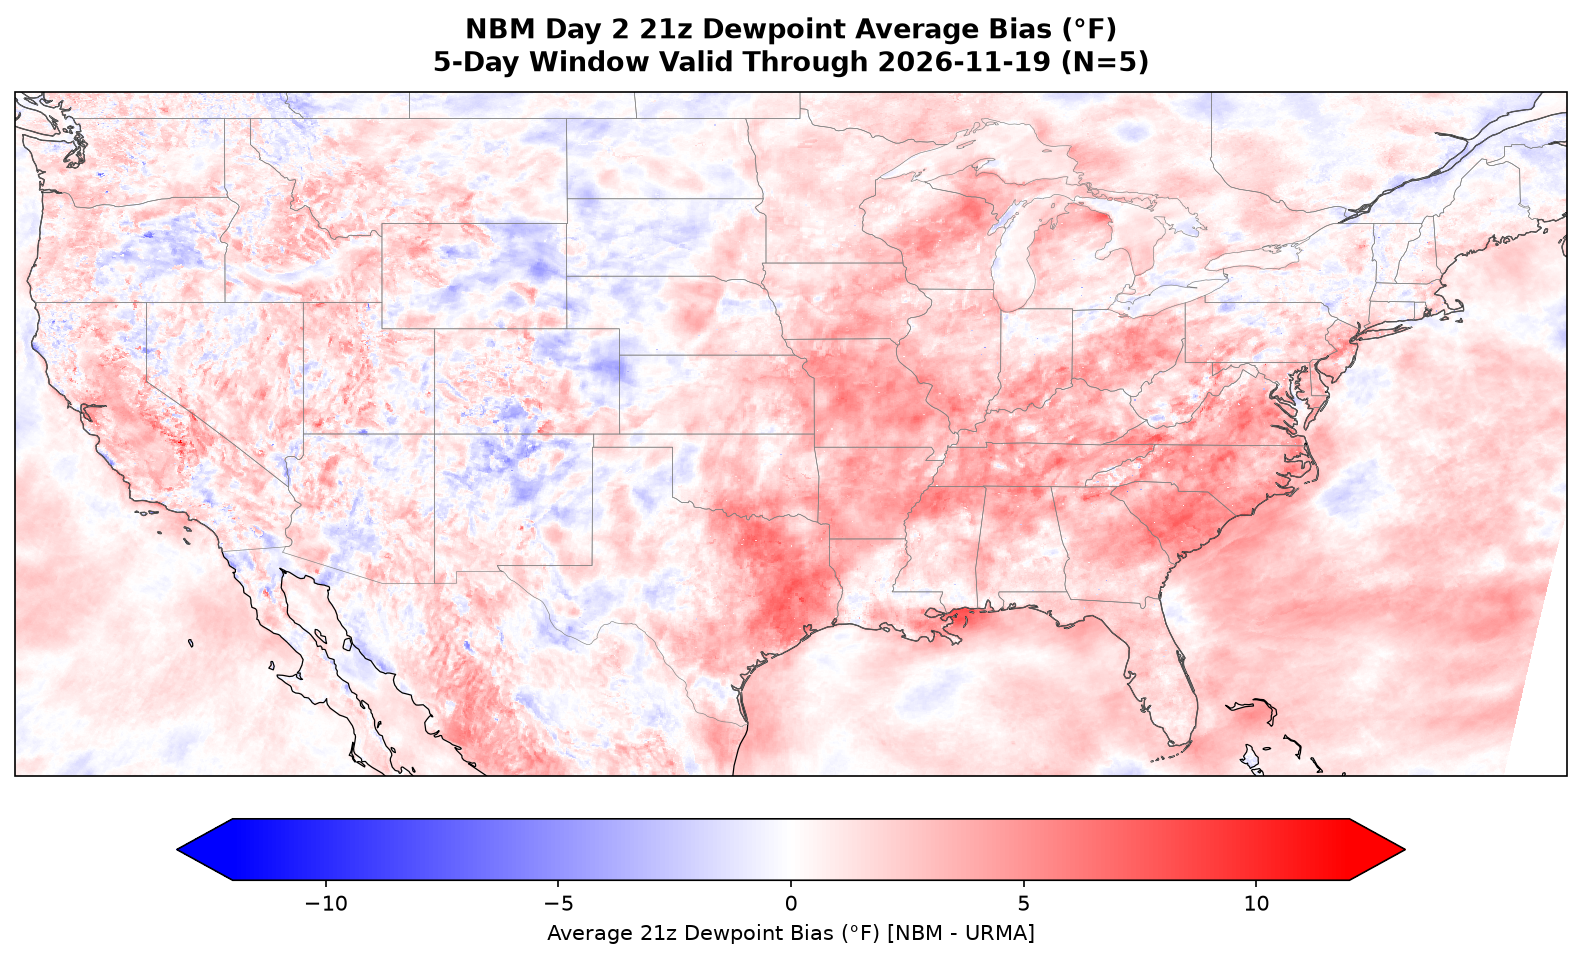 NBM Day 2 21z Dewpoint Average Bias (°F)
5-Day Window Valid Through 2026-11-19 (N=5)
−10 −5 0 5 10
Average 21z Dewpoint Bias (°F) [NBM - URMA]